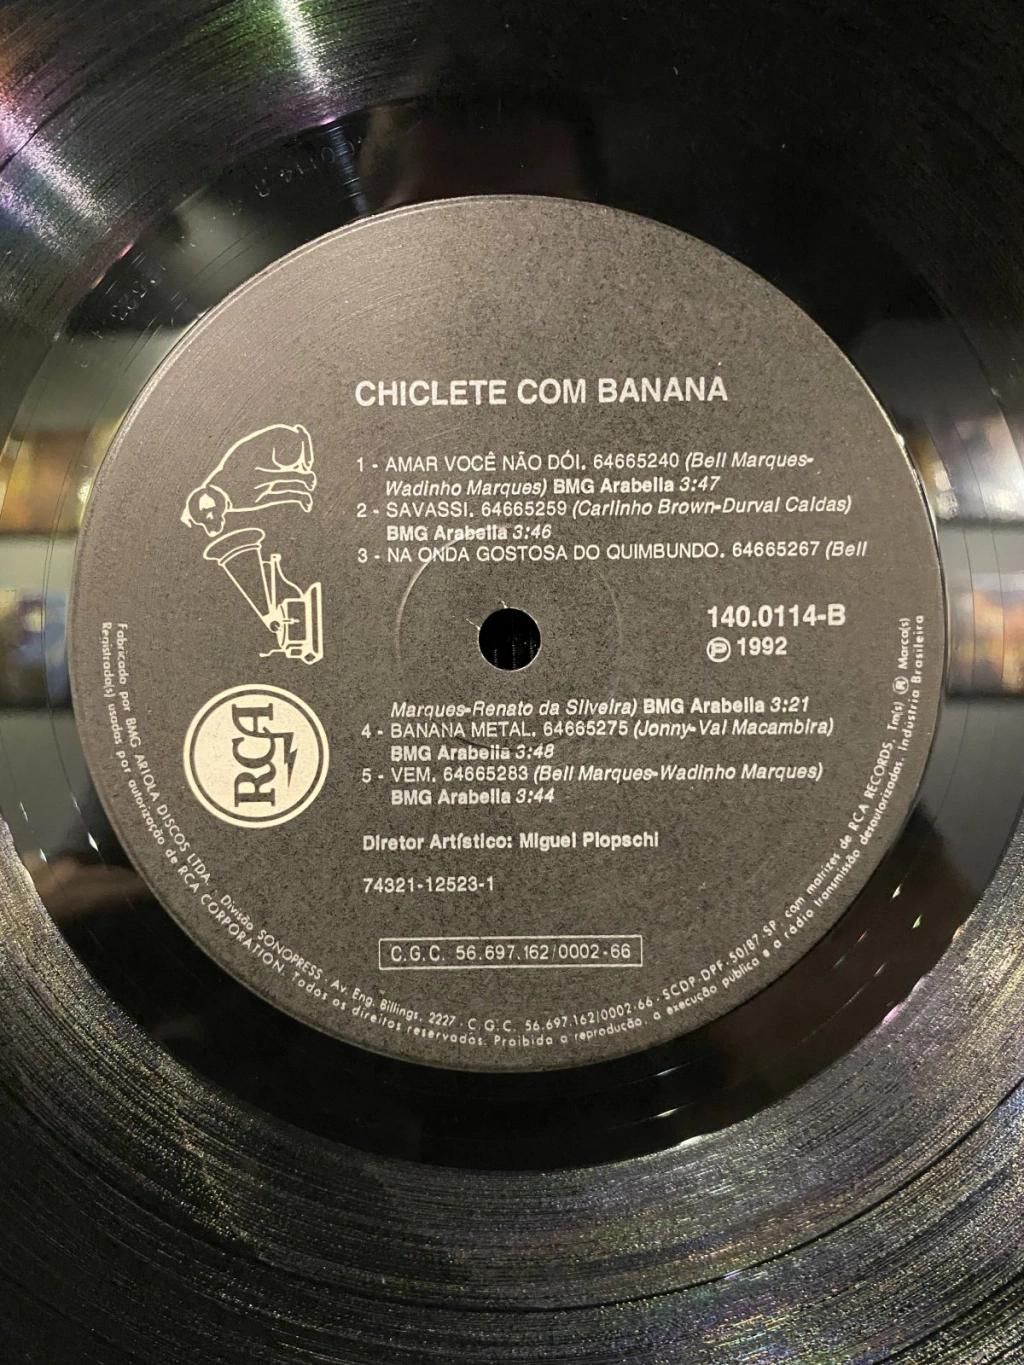 CHICLETE COM BANANA
1 - AMAR VOCÊ NÃO DÓI. 64665240 (Bell Marques-
Wadinho Marques) BMG Arabella 3:47
2 - SAVASSI. 64665259 (Carlinho Brown-Durval Caldas)
BMG Arabella 3:46
3 - NA ONDA GOSTOSA DO QUIMBUNDO. 64665267 (Bell
140.0114-B
Ⓟ 1992
Marques-Renato da Silveira) BMG Arabella 3:21
4 - BANANA METAL. 64665275 (Jonny-Val Macambira)
BMG Arabella 3:48
5 - VEM. 64665283 (Bell Marques-Wadinho Marques)
BMG Arabella 3:44
Diretor Artístico: Miguel Plopschi
74321-12523-1
C.G.C. 56.697.162/0002-66
RCA
Fabricado por BMG ARIOLA DISCOS LTDA. Divisão SONOPRESS · Av. Eng. Billings, 2227 · C.G.C. 56.697.162/0002-66 · SCDP-DPF-50/87-SP, com matrizes de RCA RECORDS, Tm(s) ® Marca(s)
Registrada(s) usadas por autorização de RCA CORPORATION. Todos os direitos reservados. Proibida a reprodução, a execução pública e a rádio transmissão desautorizadas. Indústria Brasileira